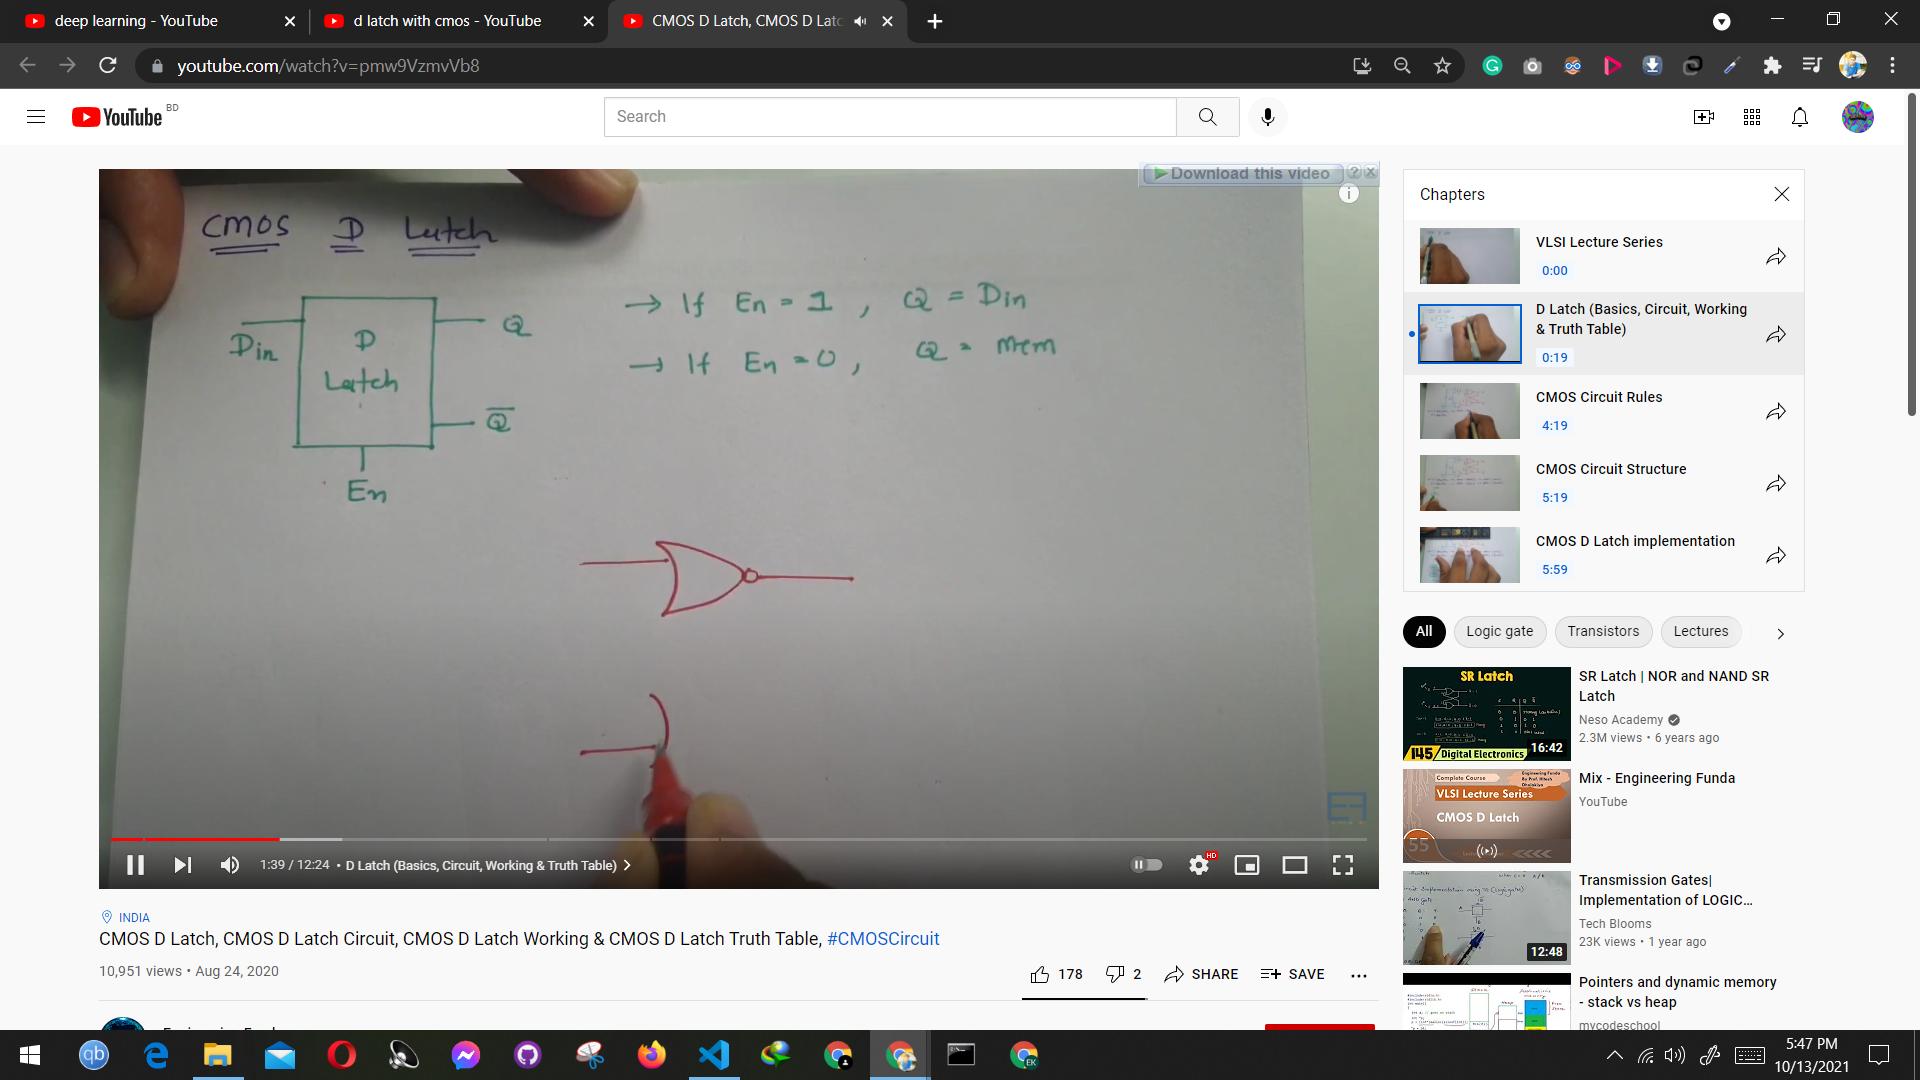 deep learning - YouTube
d latch with cmos - YouTube
CMOS D Latch, CMOS D Latc
youtube.com/watch?v=pmw9VzmvVb8
YouTube BD
Search
Download this video ? X
CMOS D Latch
Din
D
Latch
Q
Q̅
En
→ If En = 1 , Q = Din
→ If En = 0 , Q = Mem
EF
1:39 / 12:24 • D Latch (Basics, Circuit, Working & Truth Table)
HD
Chapters
VLSI Lecture Series
0:00
D Latch (Basics, Circuit, Working
& Truth Table)
0:19
CMOS Circuit Rules
4:19
CMOS Circuit Structure
5:19
CMOS D Latch implementation
5:59
All
Logic gate
Transistors
Lectures
SR Latch
145 Digital Electronics 16:42
SR Latch | NOR and NAND SR
Latch
Neso Academy
2.3M views • 6 years ago
Complete Course
VLSI Lecture Series
CMOS D Latch
55
Mix - Engineering Funda
YouTube
12:48
Transmission Gates|
Implementation of LOGIC...
Tech Blooms
23K views • 1 year ago
Pointers and dynamic memory
- stack vs heap
mycodeschool
INDIA
CMOS D Latch, CMOS D Latch Circuit, CMOS D Latch Working & CMOS D Latch Truth Table, #CMOSCircuit
10,951 views • Aug 24, 2020
178
2
SHARE
SAVE
qb
EK
5:47 PM
10/13/2021